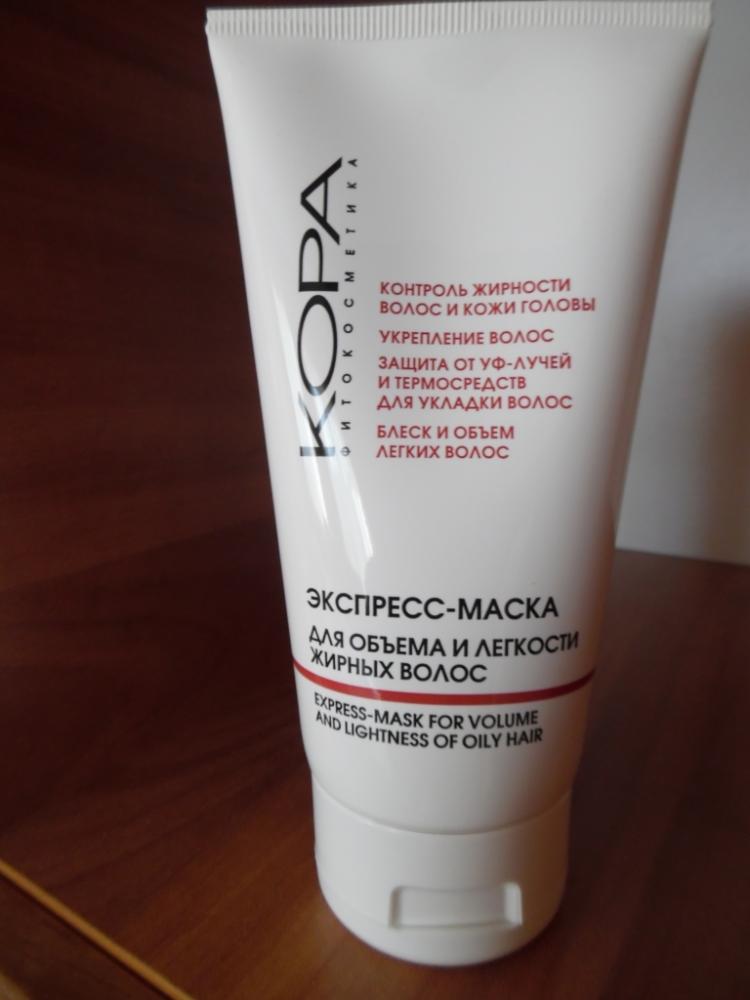 КОРА
ФИТОКОСМЕТИКА
КОНТРОЛЬ ЖИРНОСТИ
ВОЛОС И КОЖИ ГОЛОВЫ
УКРЕПЛЕНИЕ ВОЛОС
ЗАЩИТА ОТ УФ-ЛУЧЕЙ
И ТЕРМОСРЕДСТВ
ДЛЯ УКЛАДКИ ВОЛОС
БЛЕСК И ОБЪЕМ
ЛЕГКИХ ВОЛОС
ЭКСПРЕСС-МАСКА
ДЛЯ ОБЪЕМА И ЛЕГКОСТИ
ЖИРНЫХ ВОЛОС
EXPRESS-MASK FOR VOLUME
AND LIGHTNESS OF OILY HAIR